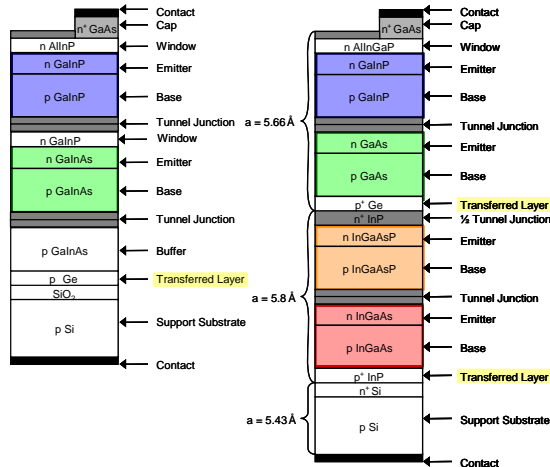 Contact
n⁺ GaAs
Cap
n AlInP
Window
n GaInP
Emitter
p GaInP
Base
Tunnel Junction
n GaInP
Window
n GaInAs
Emitter
p GaInAs
Base
Tunnel Junction
p GaInAs
Buffer
p Ge
Transferred Layer
SiO₂
p Si
Support Substrate
Contact
Contact
n⁺ GaAs
Cap
n AlInGaP
Window
n GaInP
Emitter
p GaInP
Base
a = 5.66 Å
Tunnel Junction
n GaAs
Emitter
p GaAs
Base
p⁺ Ge
Transferred Layer
n⁺ InP
½ Tunnel Junction
n InGaAsP
Emitter
p InGaAsP
Base
a = 5.8 Å
Tunnel Junction
n InGaAs
Emitter
p InGaAs
Base
p⁺ InP
Transferred Layer
n⁺ Si
a = 5.43 Å
p Si
Support Substrate
Contact